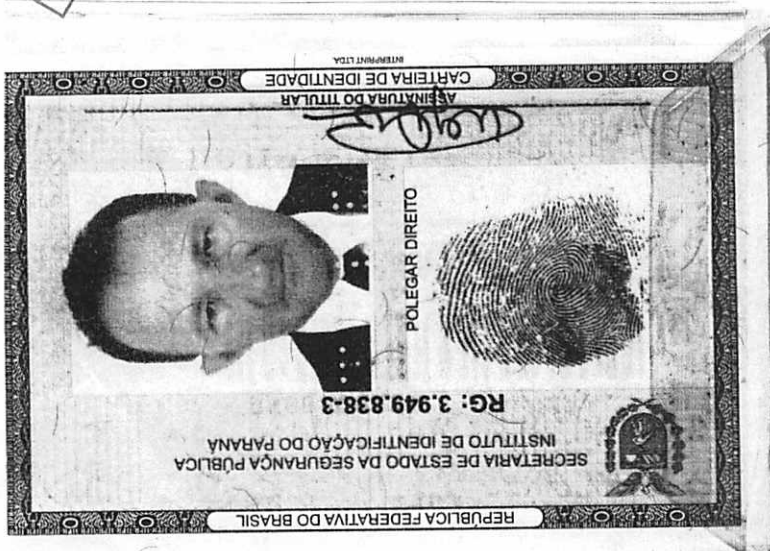 REPÚBLICA FEDERATIVA DO BRASIL
SECRETARIA DE ESTADO DA SEGURANÇA PÚBLICA
INSTITUTO DE IDENTIFICAÇÃO DO PARANÁ
RG: 3.949.838-3
POLEGAR DIREITO
ASSINATURA DO TITULAR
CARTEIRA DE IDENTIDADE
INTERPRINT LTDA